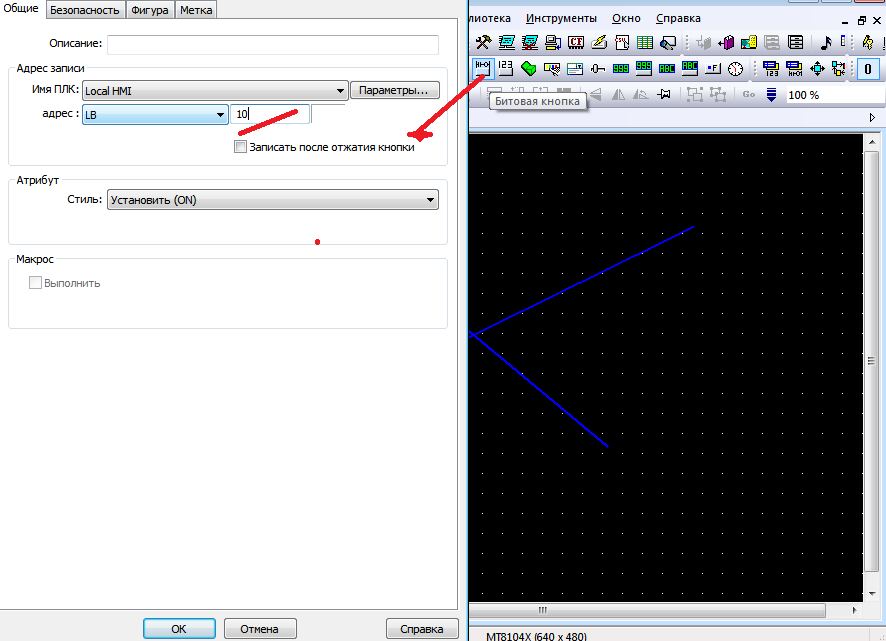 Общие Безопасность Фигура Метка
Описание:
Адрес записи
Имя ПЛК: Local HMI Параметры...
адрес : LB 10
Записать после отжатия кнопки
Атрибут
Стиль: Установить (ON)
Макрос
Выполнить
OK Отмена Справка
лиотека Инструменты Окно Справка
Go 100 %
Битовая кнопка
MT8104X (640 x 480)